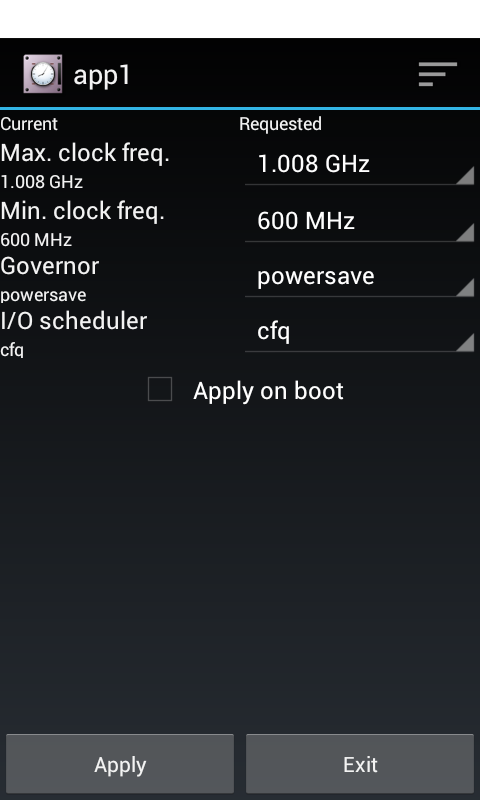 app1
Current Requested
Max. clock freq.
1.008 GHz
1.008 GHz
Min. clock freq.
600 MHz
600 MHz
Governor
powersave
powersave
I/O scheduler
cfq
cfq
Apply on boot
Apply Exit